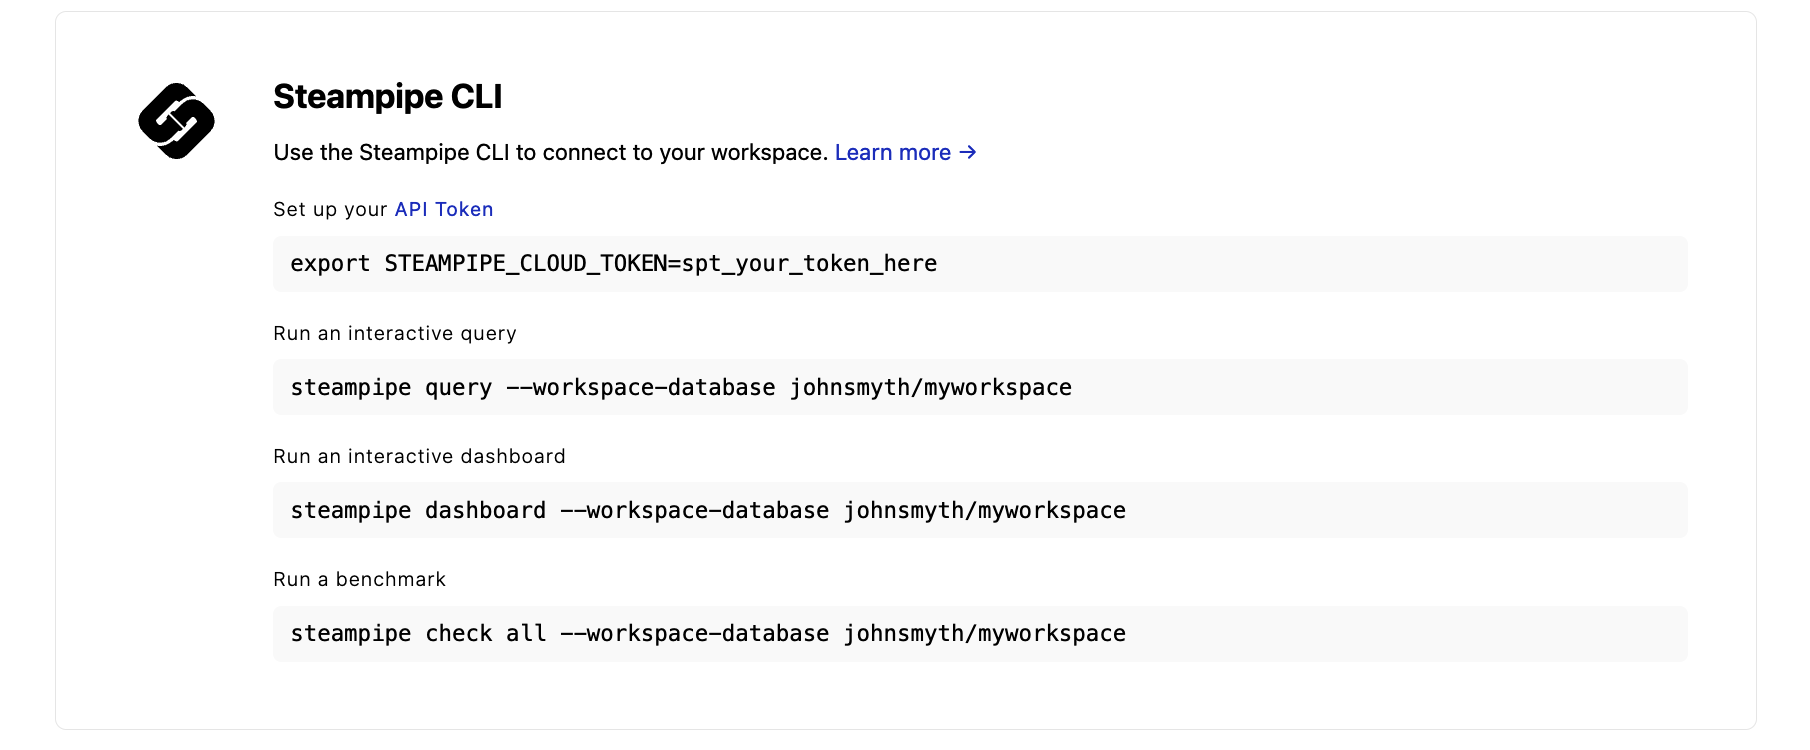 Steampipe CLI
Use the Steampipe CLI to connect to your workspace. Learn more →
Set up your API Token
export STEAMPIPE_CLOUD_TOKEN=spt_your_token_here
Run an interactive query
steampipe query --workspace-database johnsmyth/myworkspace
Run an interactive dashboard
steampipe dashboard --workspace-database johnsmyth/myworkspace
Run a benchmark
steampipe check all --workspace-database johnsmyth/myworkspace